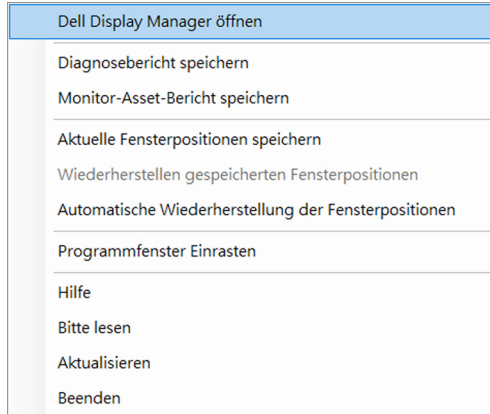 Dell Display Manager öffnen
Diagnosebericht speichern
Monitor-Asset-Bericht speichern
Aktuelle Fensterpositionen speichern
Wiederherstellen gespeicherten Fensterpositionen
Automatische Wiederherstellung der Fensterpositionen
Programmfenster Einrasten
Hilfe
Bitte lesen
Aktualisieren
Beenden